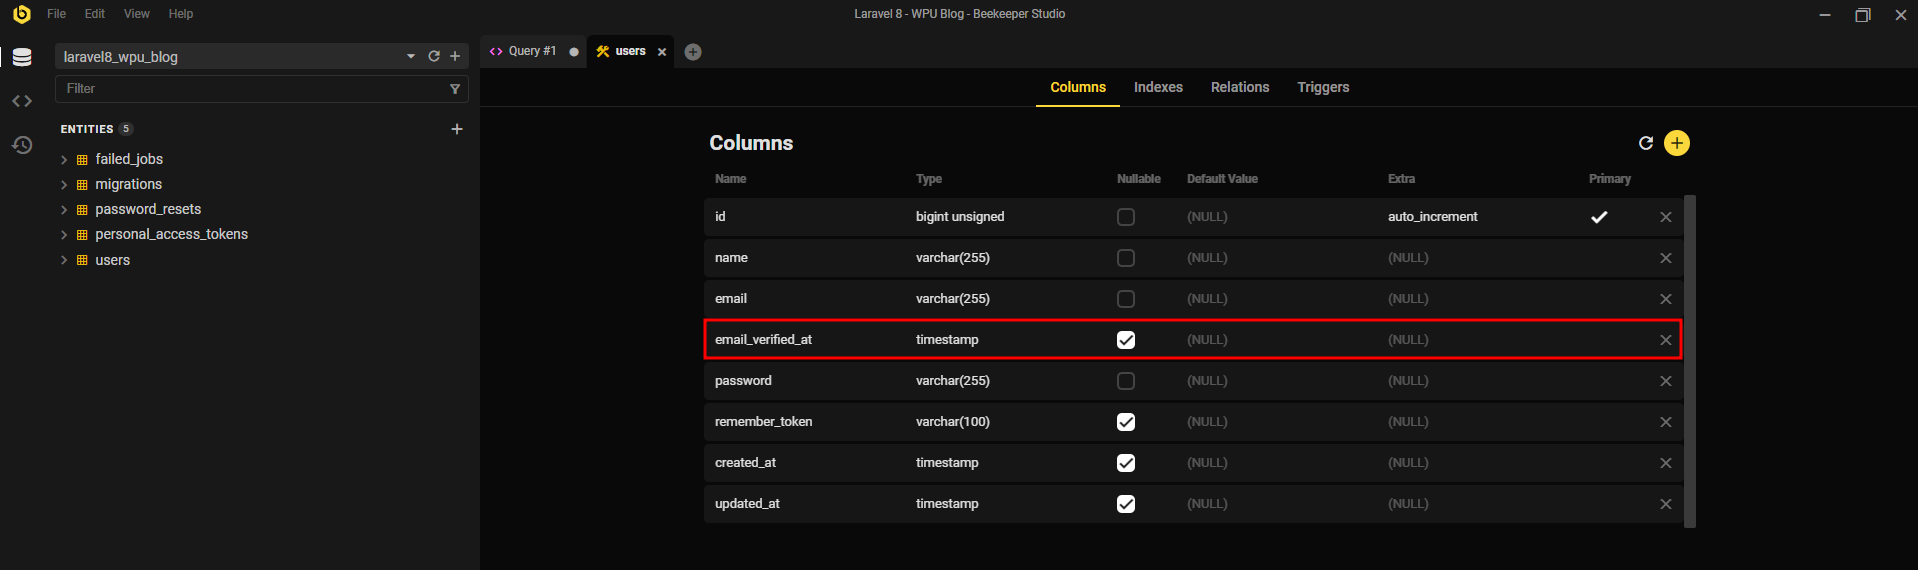 File Edit View Help
Laravel 8 - WPU Blog - Beekeeper Studio
laravel8_wpu_blog
Filter
ENTITIES 5
failed_jobs
migrations
password_resets
personal_access_tokens
users
Query #1 users
Columns Indexes Relations Triggers
Columns
Name Type Nullable Default Value Extra Primary
id bigint unsigned (NULL) auto_increment
name varchar(255) (NULL) (NULL)
email varchar(255) (NULL) (NULL)
email_verified_at timestamp (NULL) (NULL)
password varchar(255) (NULL) (NULL)
remember_token varchar(100) (NULL) (NULL)
created_at timestamp (NULL) (NULL)
updated_at timestamp (NULL) (NULL)